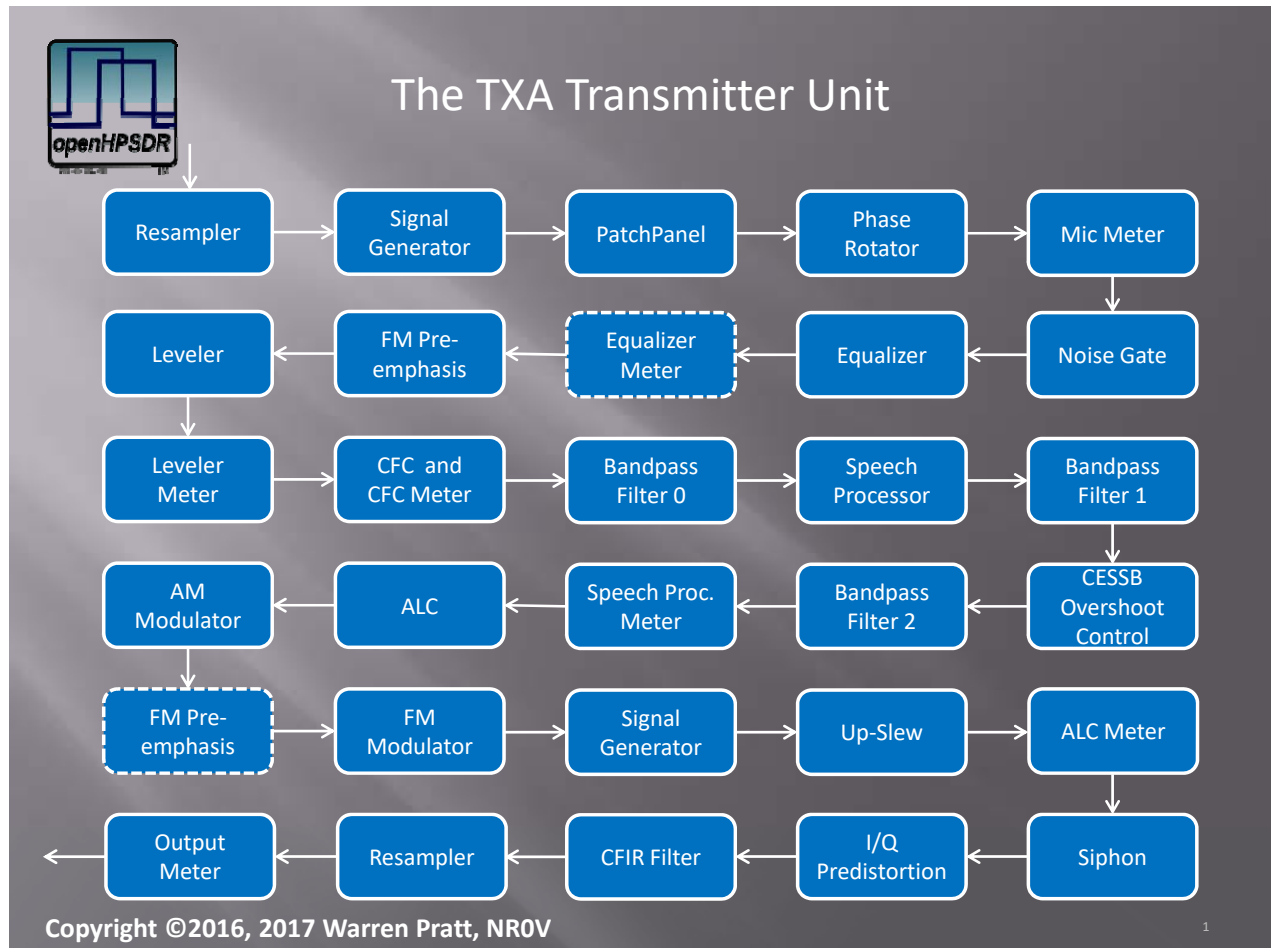 openHPSDR
The TXA Transmitter Unit
Resampler
Signal
Generator
PatchPanel
Phase
Rotator
Mic Meter
Leveler
FM Pre-
emphasis
Equalizer
Meter
Equalizer
Noise Gate
Leveler
Meter
CFC and
CFC Meter
Bandpass
Filter 0
Speech
Processor
Bandpass
Filter 1
AM
Modulator
ALC
Speech Proc.
Meter
Bandpass
Filter 2
CESSB
Overshoot
Control
FM Pre-
emphasis
FM
Modulator
Signal
Generator
Up-Slew
ALC Meter
Output
Meter
Resampler
CFIR Filter
I/Q
Predistortion
Siphon
Copyright ©2016, 2017 Warren Pratt, NR0V
1